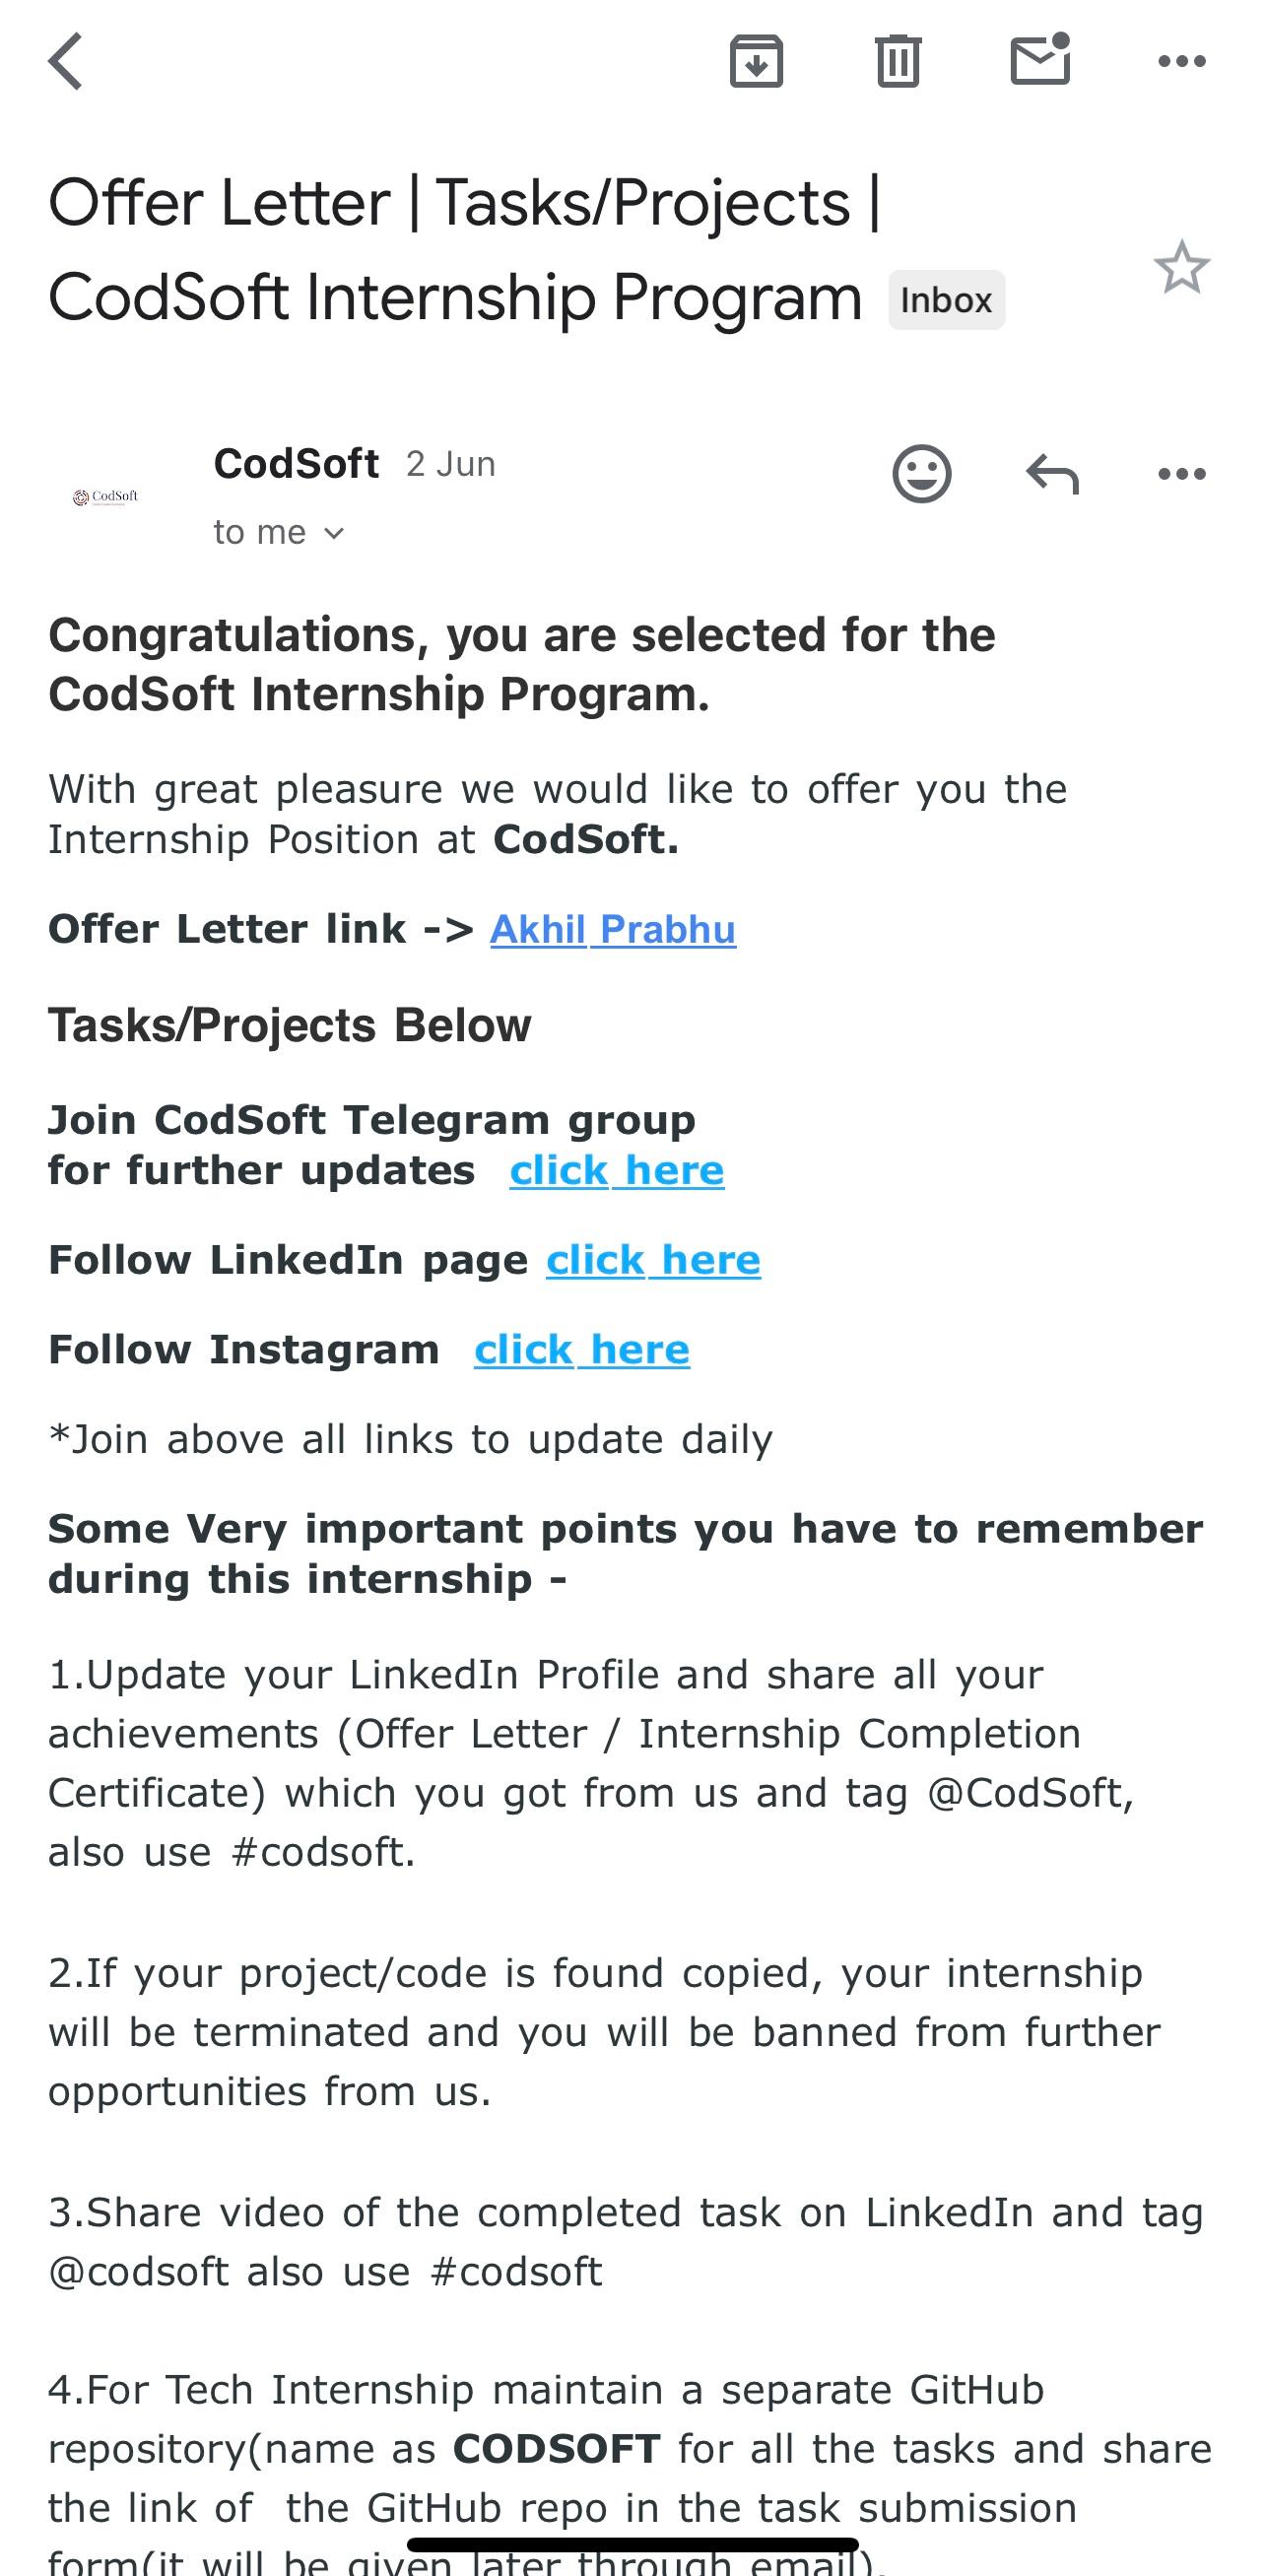 Offer Letter | Tasks/Projects |
CodSoft Internship Program Inbox
CodSoft 2 Jun
CodSoft
to me
Congratulations, you are selected for the
CodSoft Internship Program.
With great pleasure we would like to offer you the
Internship Position at CodSoft.
Offer Letter link -> Akhil Prabhu
Tasks/Projects Below
Join CodSoft Telegram group
for further updates click here
Follow LinkedIn page click here
Follow Instagram click here
*Join above all links to update daily
Some Very important points you have to remember
during this internship -
1.Update your LinkedIn Profile and share all your
achievements (Offer Letter / Internship Completion
Certificate) which you got from us and tag @CodSoft,
also use #codsoft.
2.If your project/code is found copied, your internship
will be terminated and you will be banned from further
opportunities from us.
3.Share video of the completed task on LinkedIn and tag
@codsoft also use #codsoft
4.For Tech Internship maintain a separate GitHub
repository(name as CODSOFT for all the tasks and share
the link of the GitHub repo in the task submission
form(it will be given later through email).